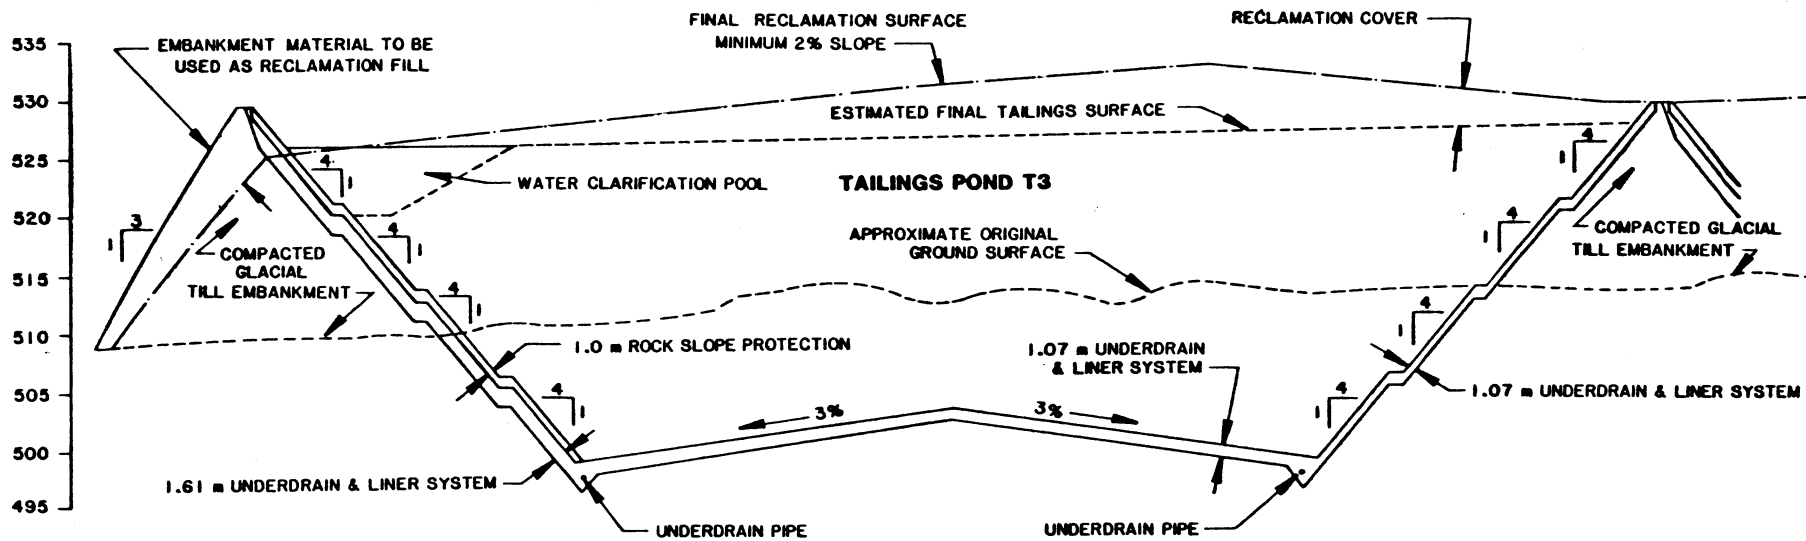 FINAL RECLAMATION SURFACE
MINIMUM 2% SLOPE
RECLAMATION COVER
EMBANKMENT MATERIAL TO BE
USED AS RECLAMATION FILL
535
530
525
520
515
510
505
500
495
ESTIMATED FINAL TAILINGS SURFACE
4
1
4
1
WATER CLARIFICATION POOL
TAILINGS POND T3
3
1
4
1
4
1
COMPACTED
GLACIAL
TILL EMBANKMENT
APPROXIMATE ORIGINAL
GROUND SURFACE
COMPACTED GLACIAL
TILL EMBANKMENT
4
1
4
1
1.0 m ROCK SLOPE PROTECTION
1.07 m UNDERDRAIN
& LINER SYSTEM
1.07 m UNDERDRAIN & LINER SYSTEM
4
1
3%
3%
4
1
1.61 m UNDERDRAIN & LINER SYSTEM
UNDERDRAIN PIPE
UNDERDRAIN PIPE